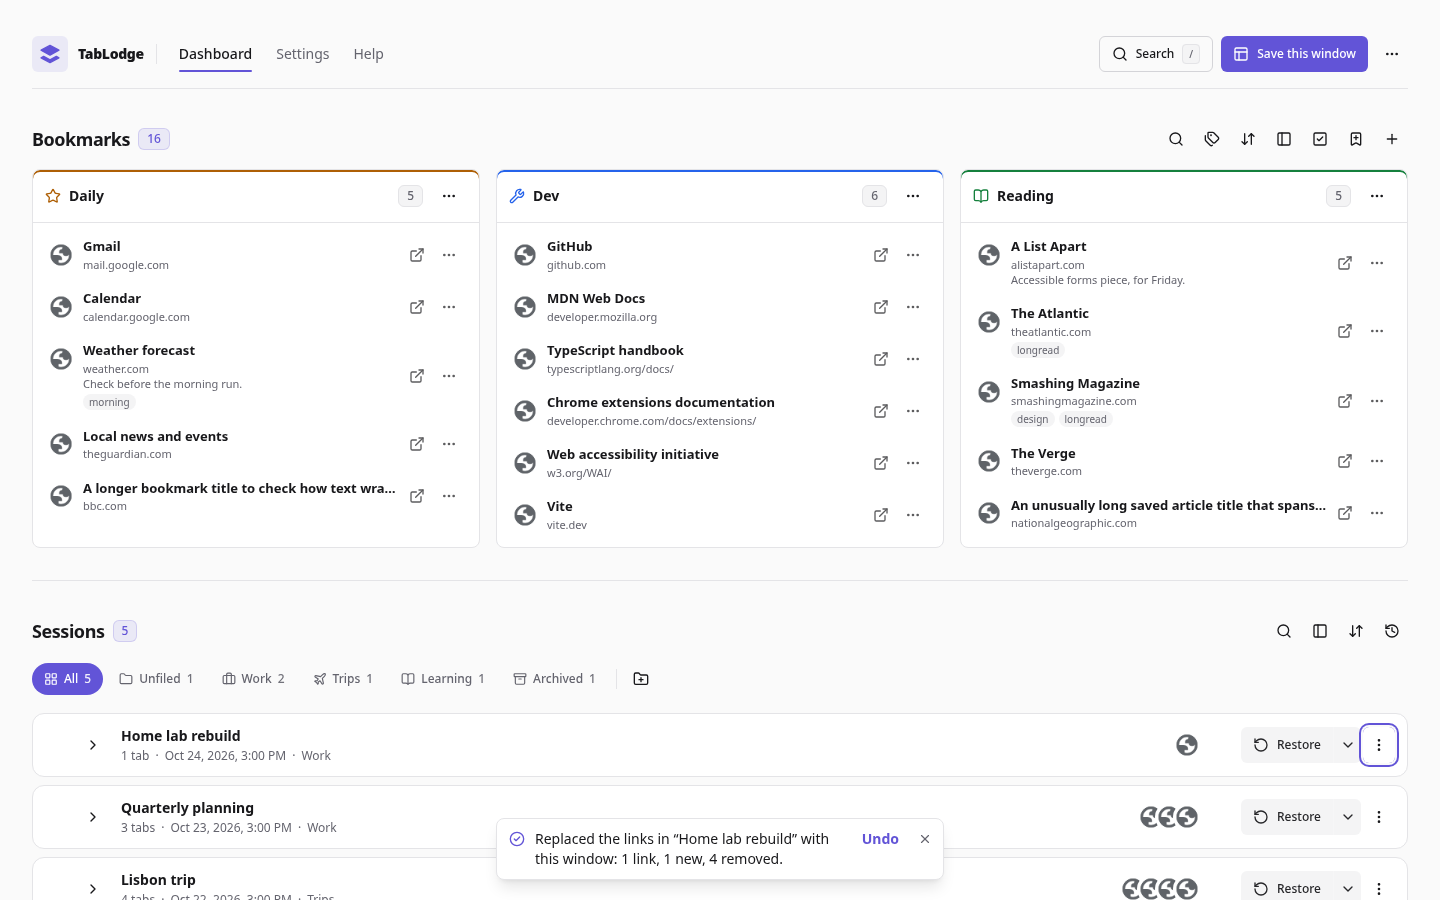 TabLodge
Dashboard
Settings
Help
Search /
Save this window
Bookmarks 16
Daily 5
Gmail
mail.google.com
Calendar
calendar.google.com
Weather forecast
weather.com
Check before the morning run.
morning
Local news and events
theguardian.com
A longer bookmark title to check how text wra...
bbc.com
Dev 6
GitHub
github.com
MDN Web Docs
developer.mozilla.org
TypeScript handbook
typescriptlang.org/docs/
Chrome extensions documentation
developer.chrome.com/docs/extensions/
Web accessibility initiative
w3.org/WAI/
Vite
vite.dev
Reading 5
A List Apart
alistapart.com
Accessible forms piece, for Friday.
The Atlantic
theatlantic.com
longread
Smashing Magazine
smashingmagazine.com
design longread
The Verge
theverge.com
An unusually long saved article title that spans...
nationalgeographic.com
Sessions 5
All 5
Unfiled 1
Work 2
Trips 1
Learning 1
Archived 1
Home lab rebuild
1 tab · Oct 24, 2026, 3:00 PM · Work
Restore
Quarterly planning
3 tabs · Oct 23, 2026, 3:00 PM · Work
Restore
Lisbon trip
4 tabs · Oct 22, 2026, 3:00 PM · Trips
Restore
Replaced the links in “Home lab rebuild” with
this window: 1 link, 1 new, 4 removed.
Undo